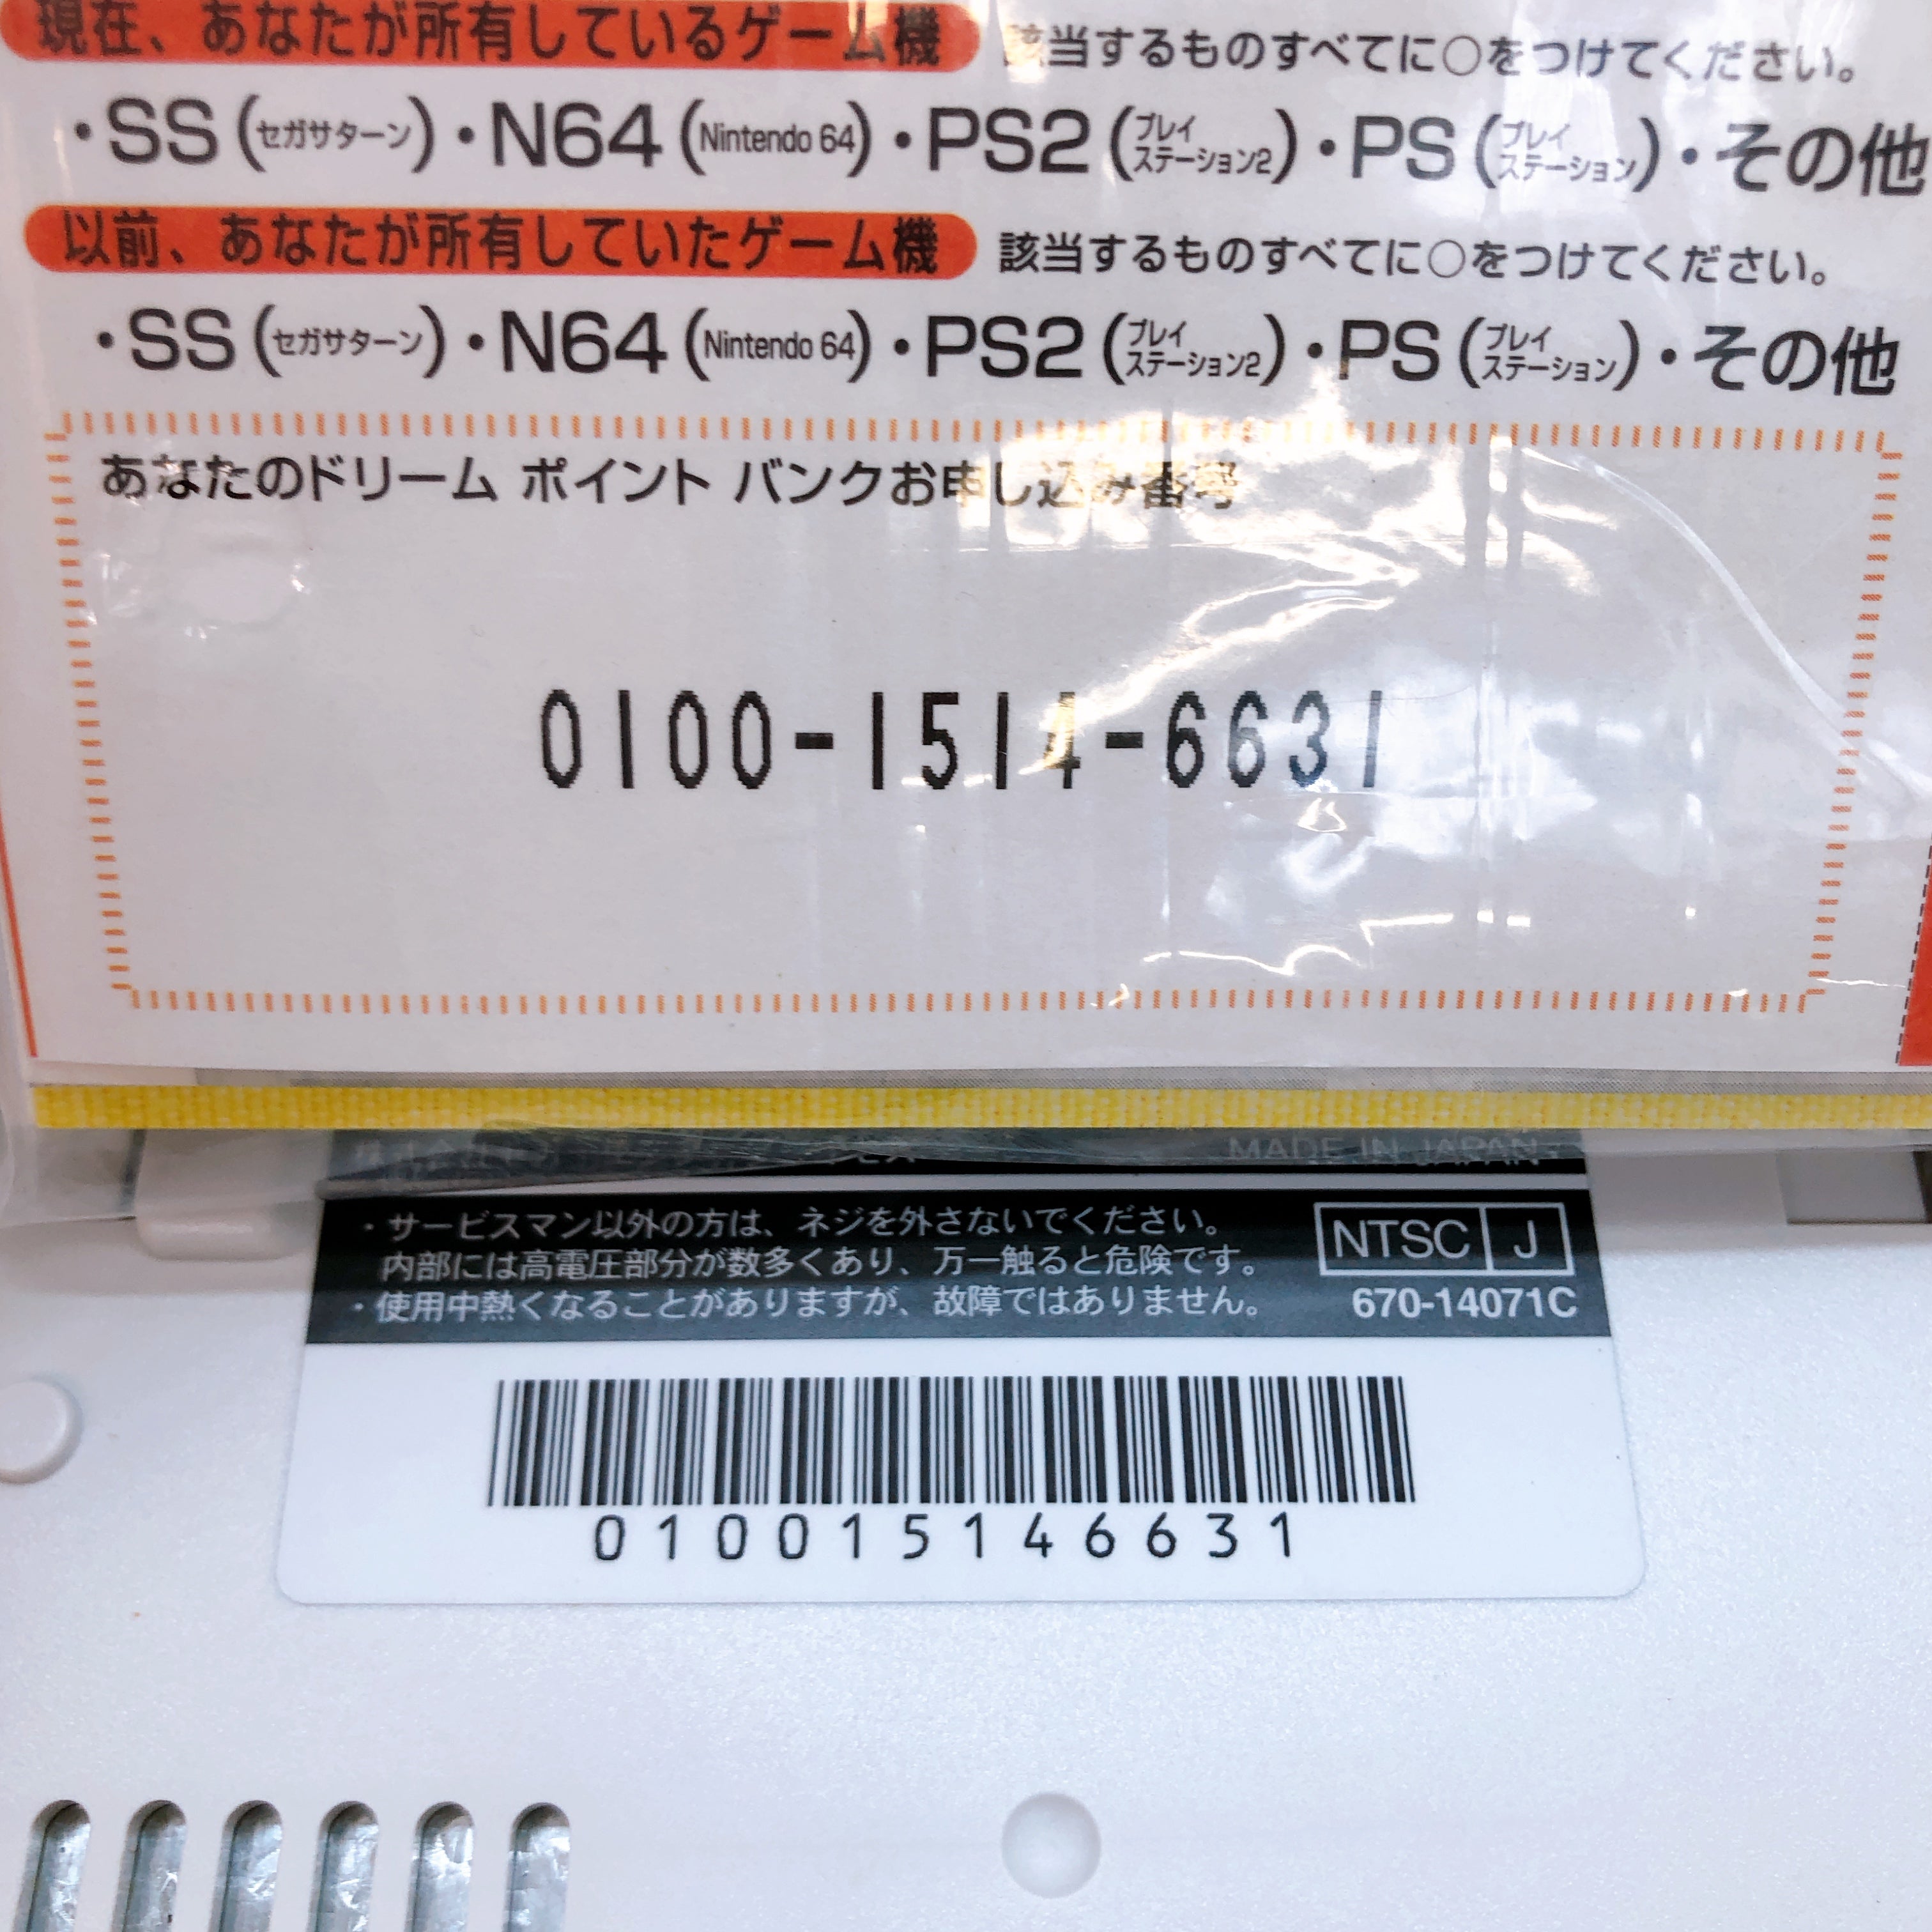 現在、あなたが所有しているゲーム機 該当するものすべてに○をつけてください。
・SS(セガサターン)・N64(Nintendo 64)・PS2(プレイステーション2)・PS(プレイステーション)・その他
以前、あなたが所有していたゲーム機 該当するものすべてに○をつけてください。
・SS(セガサターン)・N64(Nintendo 64)・PS2(プレイステーション2)・PS(プレイステーション)・その他
あなたのドリーム ポイント バンクお申し込み番号
0100-1514-6631
MADE IN JAPAN
・サービスマン以外の方は、ネジを外さないでください。
内部には高電圧部分が数多くあり、万一触ると危険です。
・使用中熱くなることがありますが、故障ではありません。
NTSC J
670-14071C
010015146631